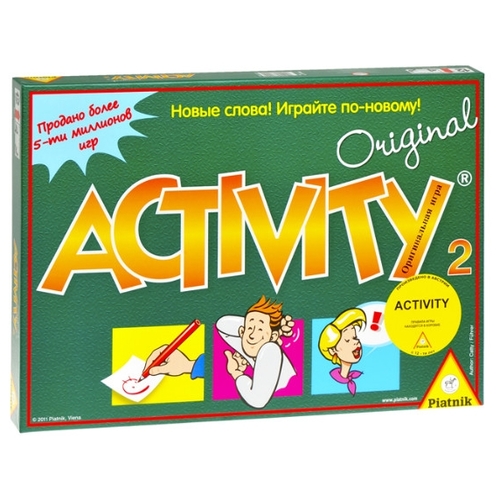 Продано более
5-ти миллионов
игр
Новые слова! Играйте по-новому!
Original
ACTIVITY®
Оригинальная игра
2
ACTIVITY
!
© 2011 Piatnik, Vienna
www.piatnik.com
Piatnik